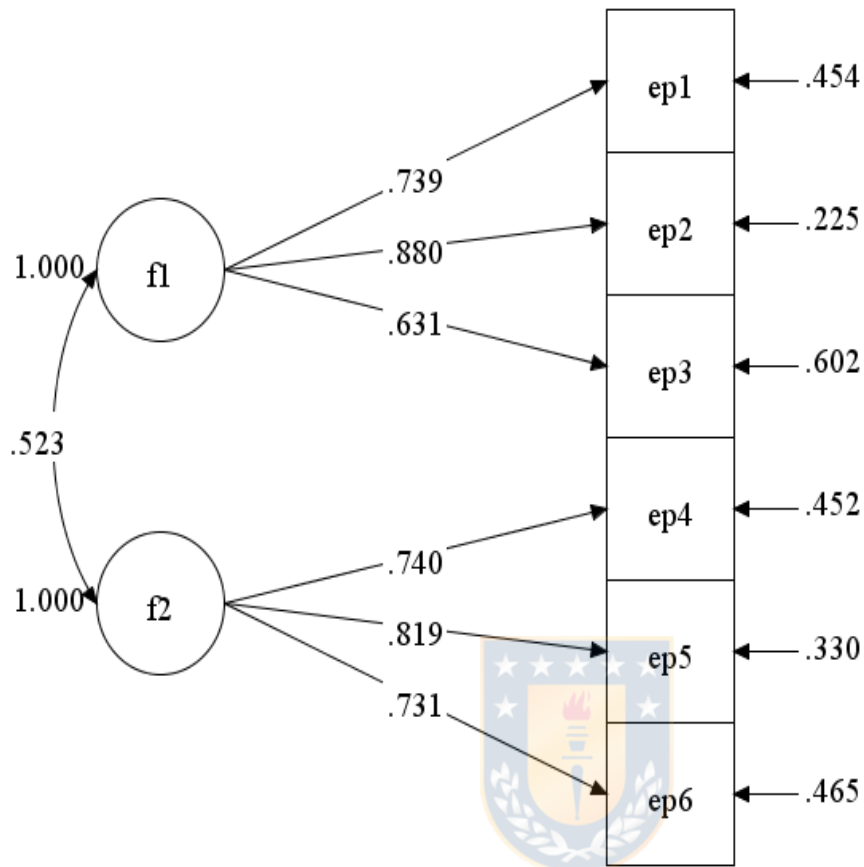 ep1
.454
.739
ep2
.225
.880
1.000
f1
.631
ep3
.602
.523
ep4
.452
.740
1.000
f2
.819
ep5
.330
.731
ep6
.465